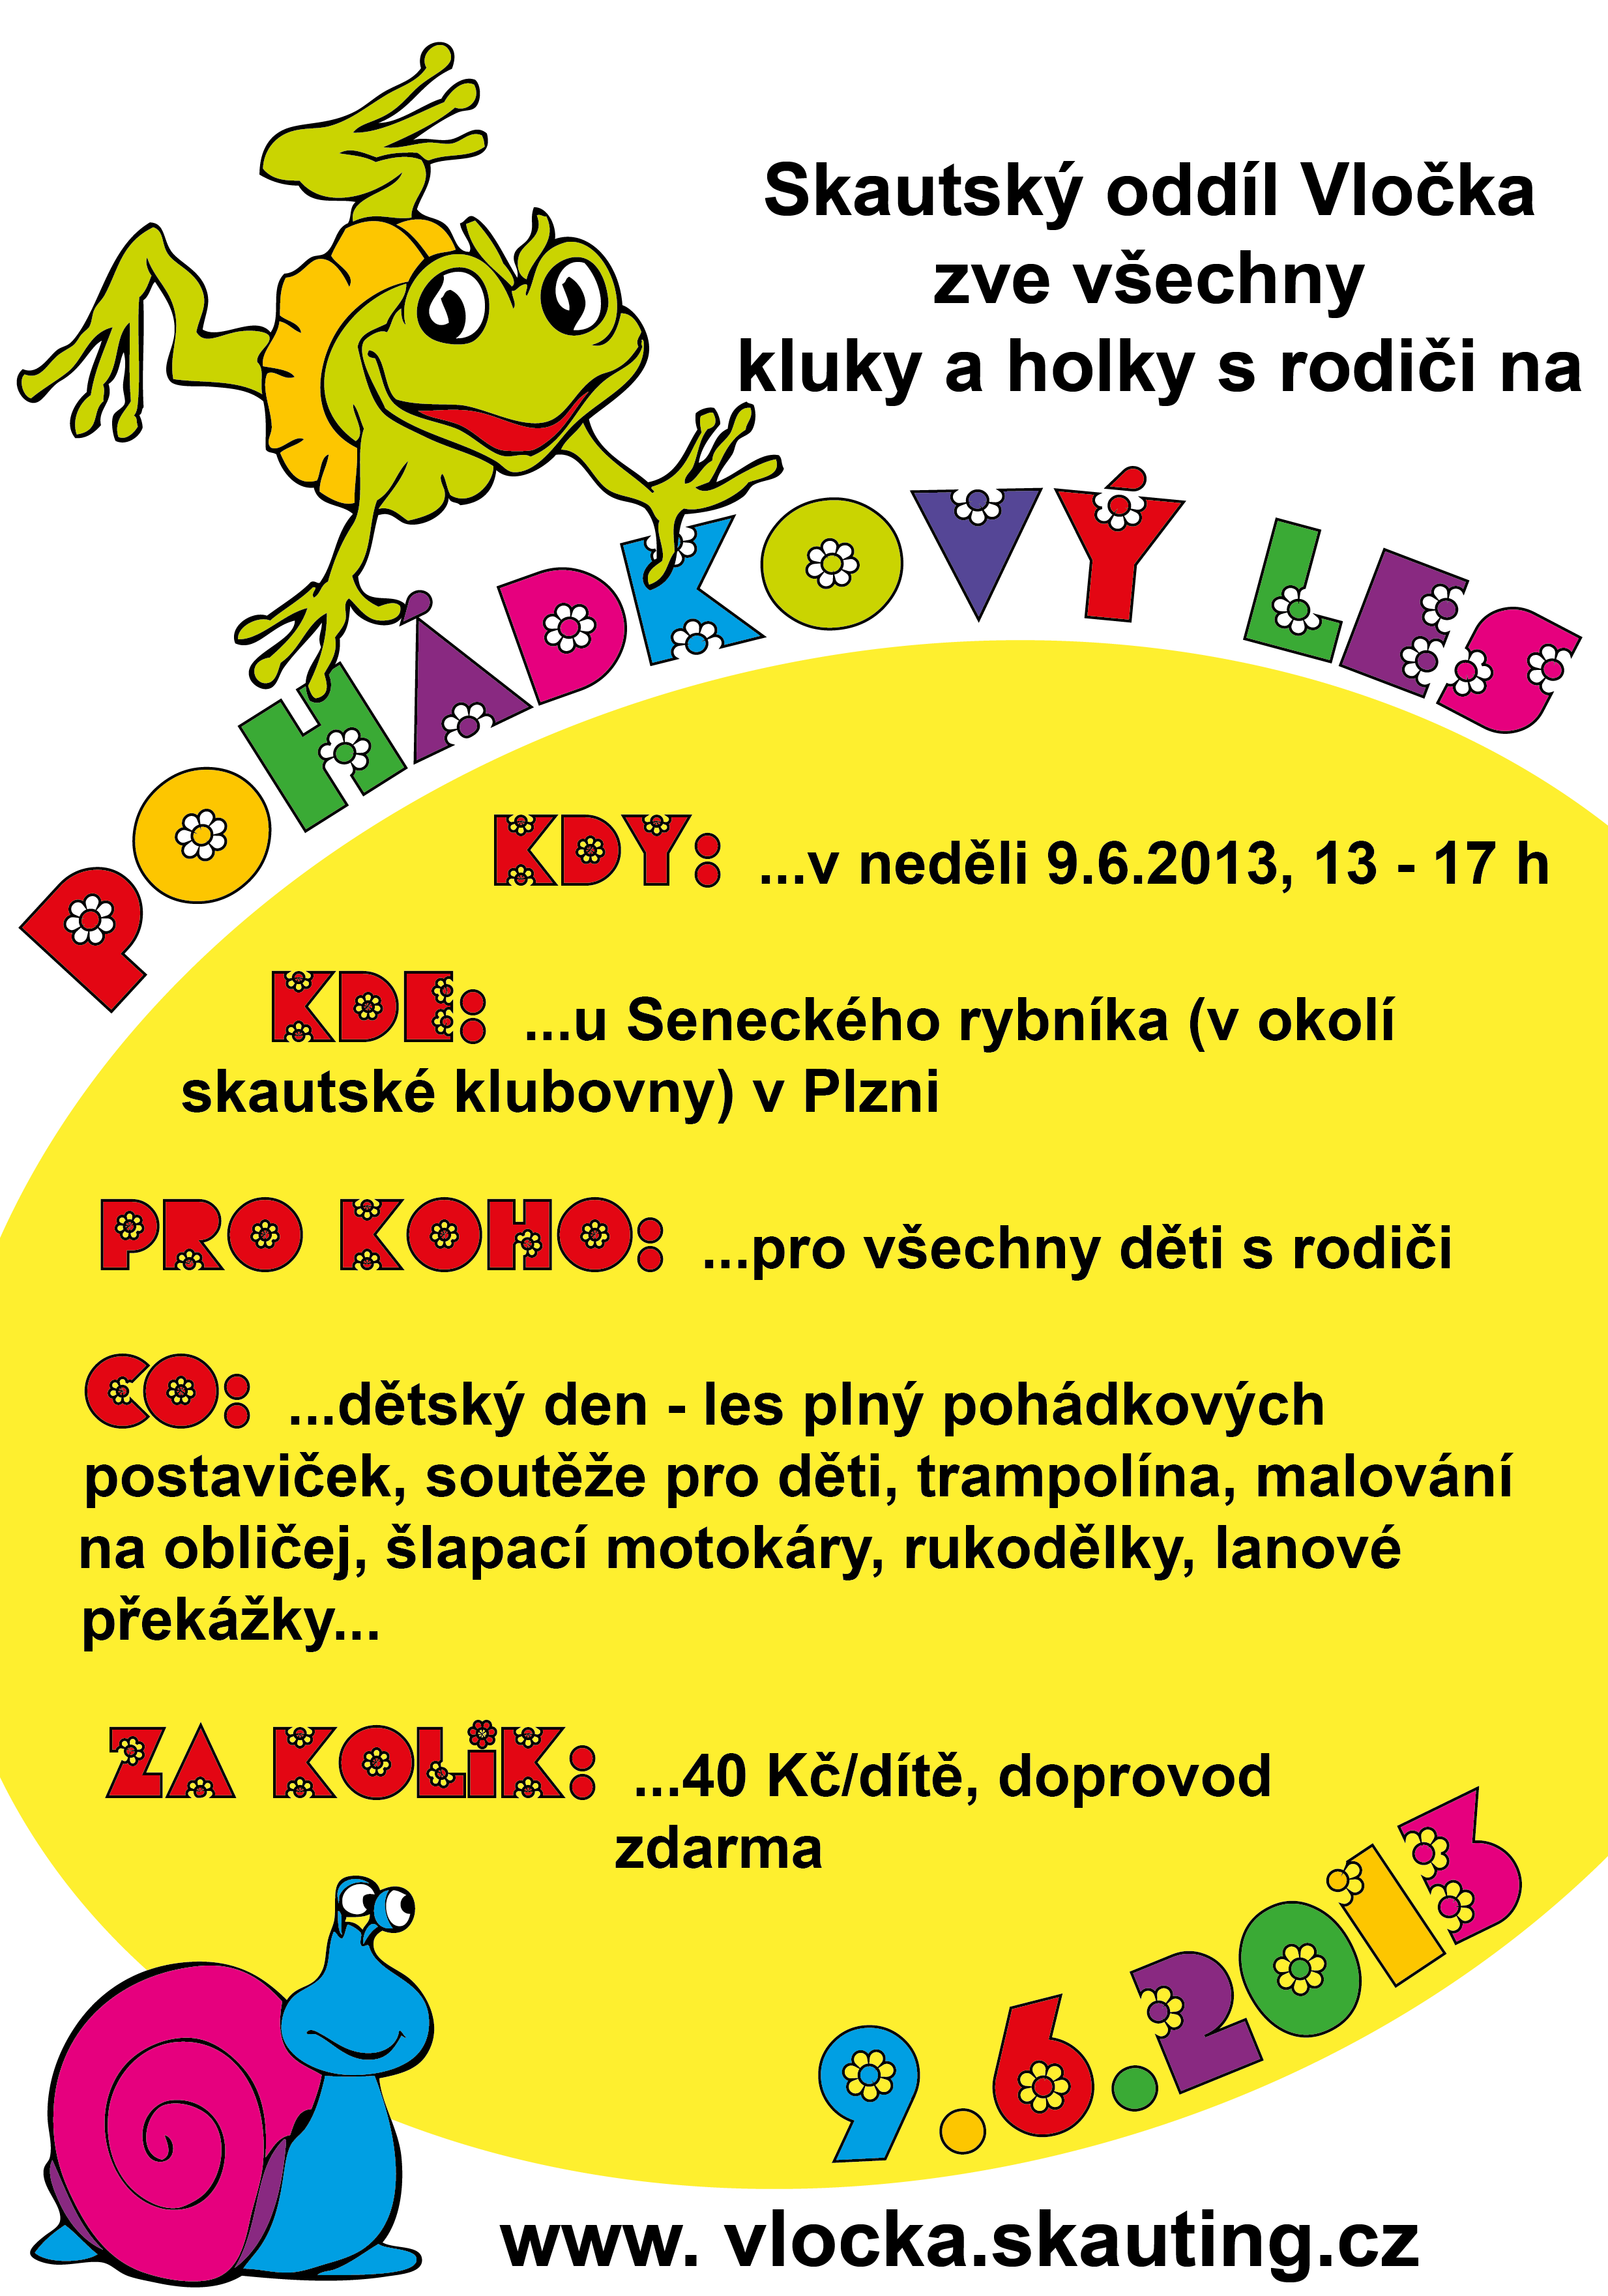 Skautský oddíl Vločka
zve všechny
kluky a holky s rodiči na
POHÁDKOVÝ LES
KDY: ...v neděli 9.6.2013, 13 - 17 h
KDE: ...u Seneckého rybníka (v okolí
skautské klubovny) v Plzni
PRO KOHO: ...pro všechny děti s rodiči
CO: ...dětský den - les plný pohádkových
postaviček, soutěže pro děti, trampolína, malování
na obličej, šlapací motokáry, rukodělky, lanové
překážky...
ZA KOLIK: ...40 Kč/dítě, doprovod
zdarma
9.6.2013
www. vlocka.skauting.cz